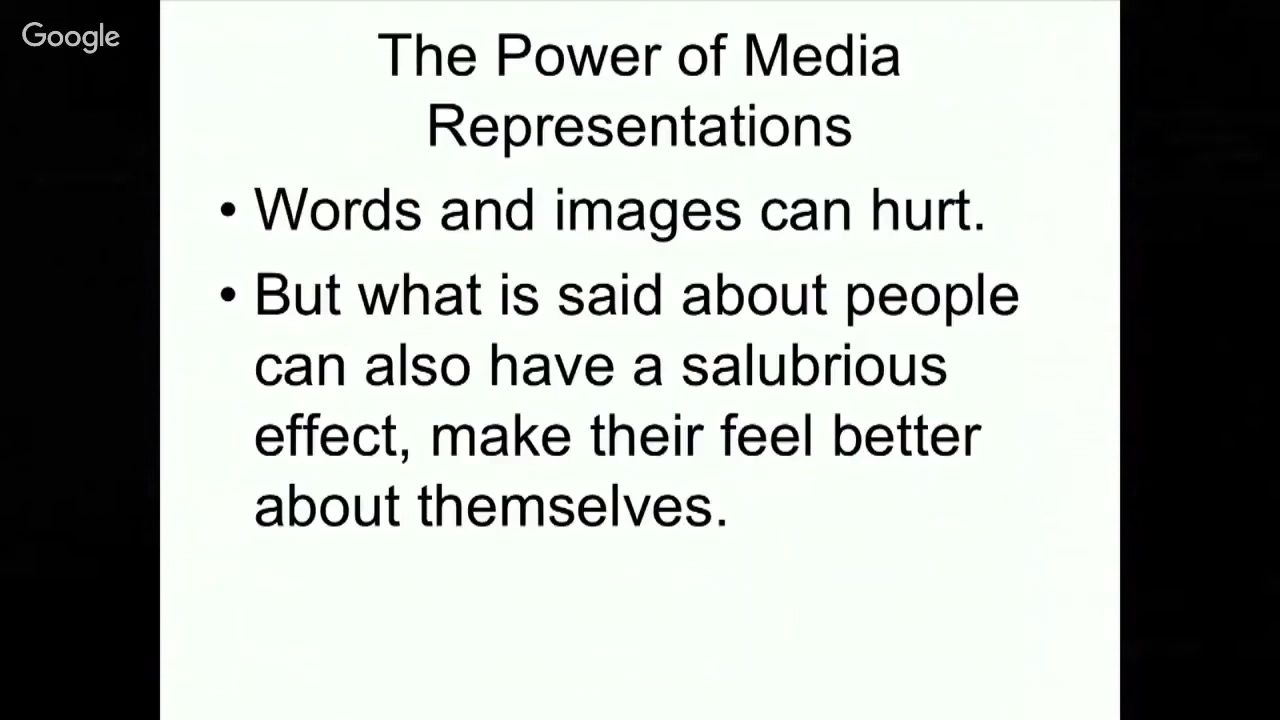 Google
The Power of Media
Representations
• Words and images can hurt.
• But what is said about people
can also have a salubrious
effect, make their feel better
about themselves.